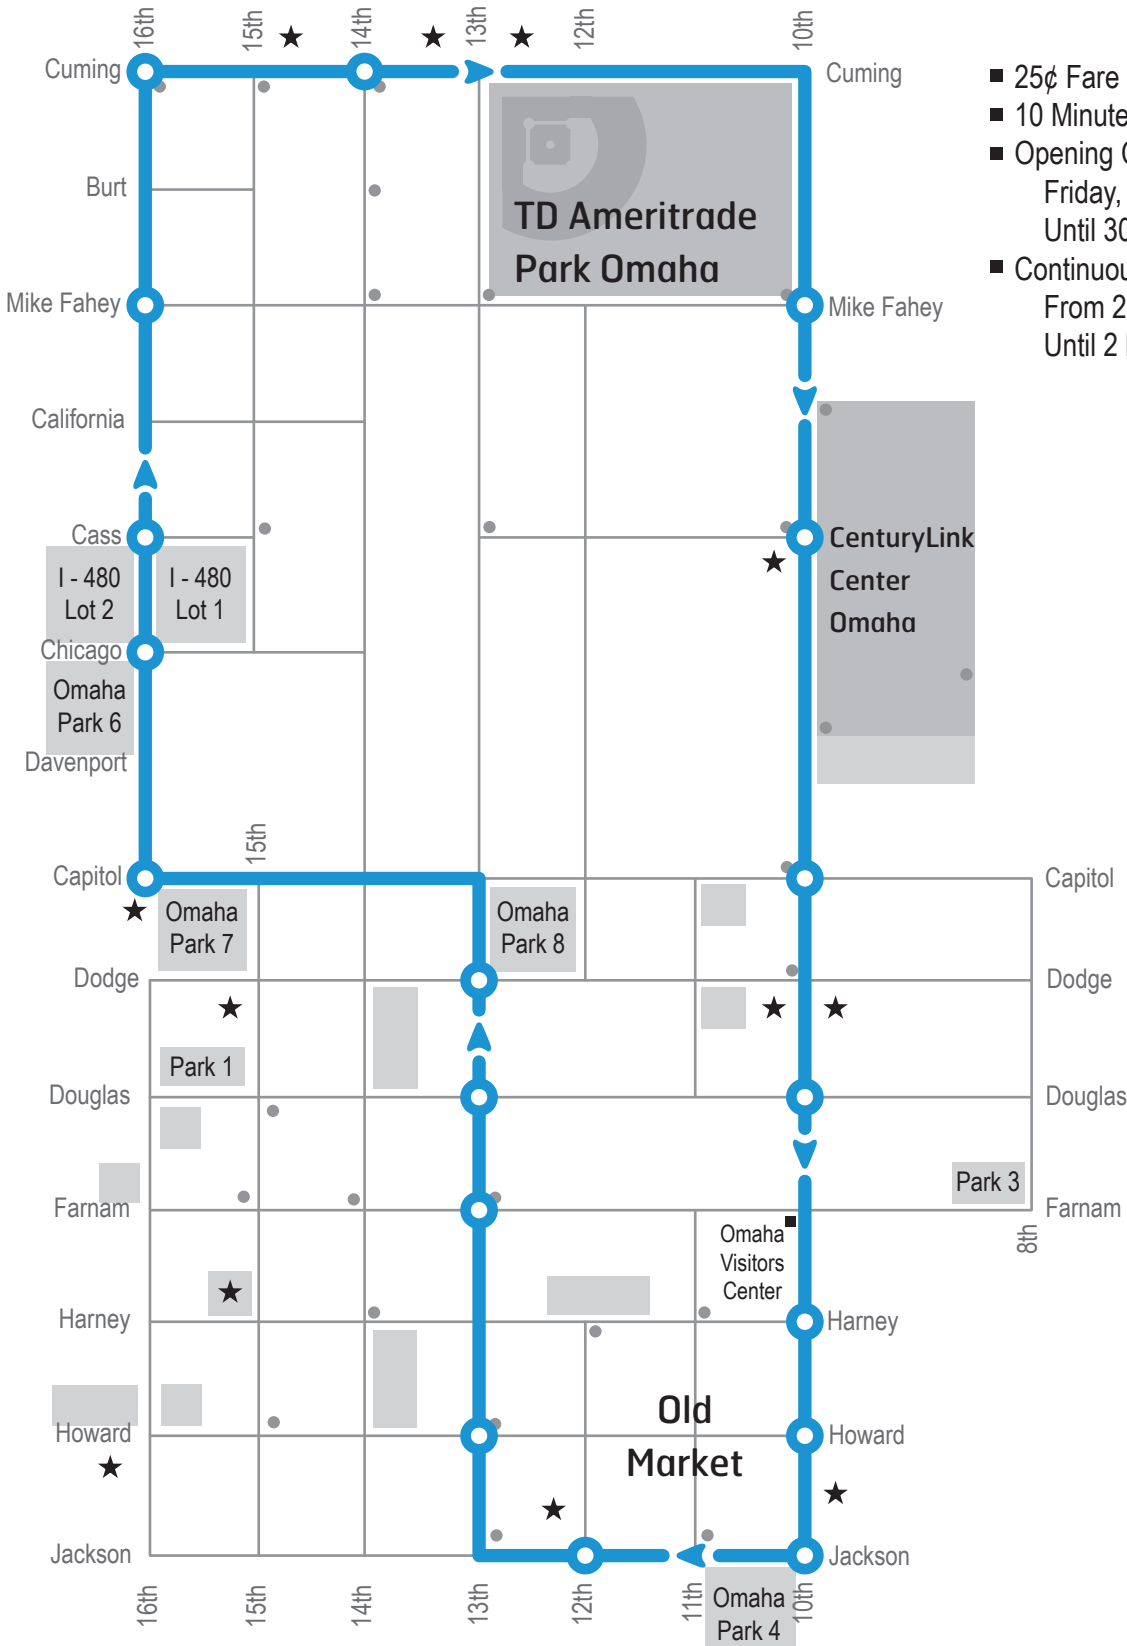 16th
15th
14th
13th
12th
10th
Cuming
Cuming
25¢ Fare
10 Minute
Opening
Friday,
Until 30
Continuou
From 2
Until 2
Burt
TD Ameritrade
Park Omaha
Mike Fahey
Mike Fahey
California
Cass
CenturyLink
Center
Omaha
I - 480
Lot 2
I - 480
Lot 1
Chicago
Omaha
Park 6
Davenport
15th
Capitol
Capitol
Omaha
Park 7
Omaha
Park 8
Dodge
Dodge
Park 1
Douglas
Douglas
Park 3
Farnam
Farnam
8th
Omaha
Visitors
Center
Harney
Harney
Old
Market
Howard
Howard
Jackson
Jackson
16th
15th
14th
13th
12th
11th
10th
Omaha
Park 4